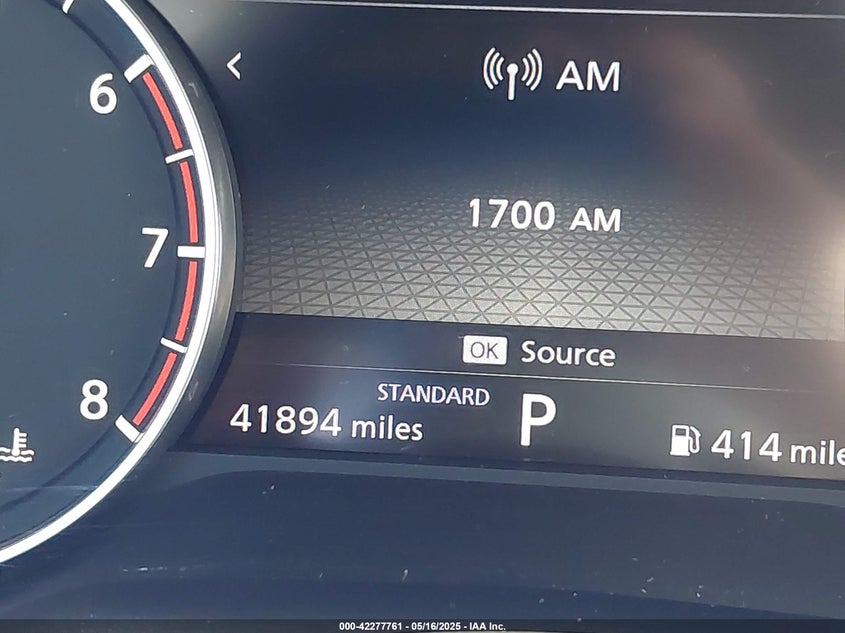 6
7
8
< 
AM
1700 AM
OK Source
STANDARD
41894 miles
P
414 mile
000-42277761 - 05/16/2025 - IAA Inc.